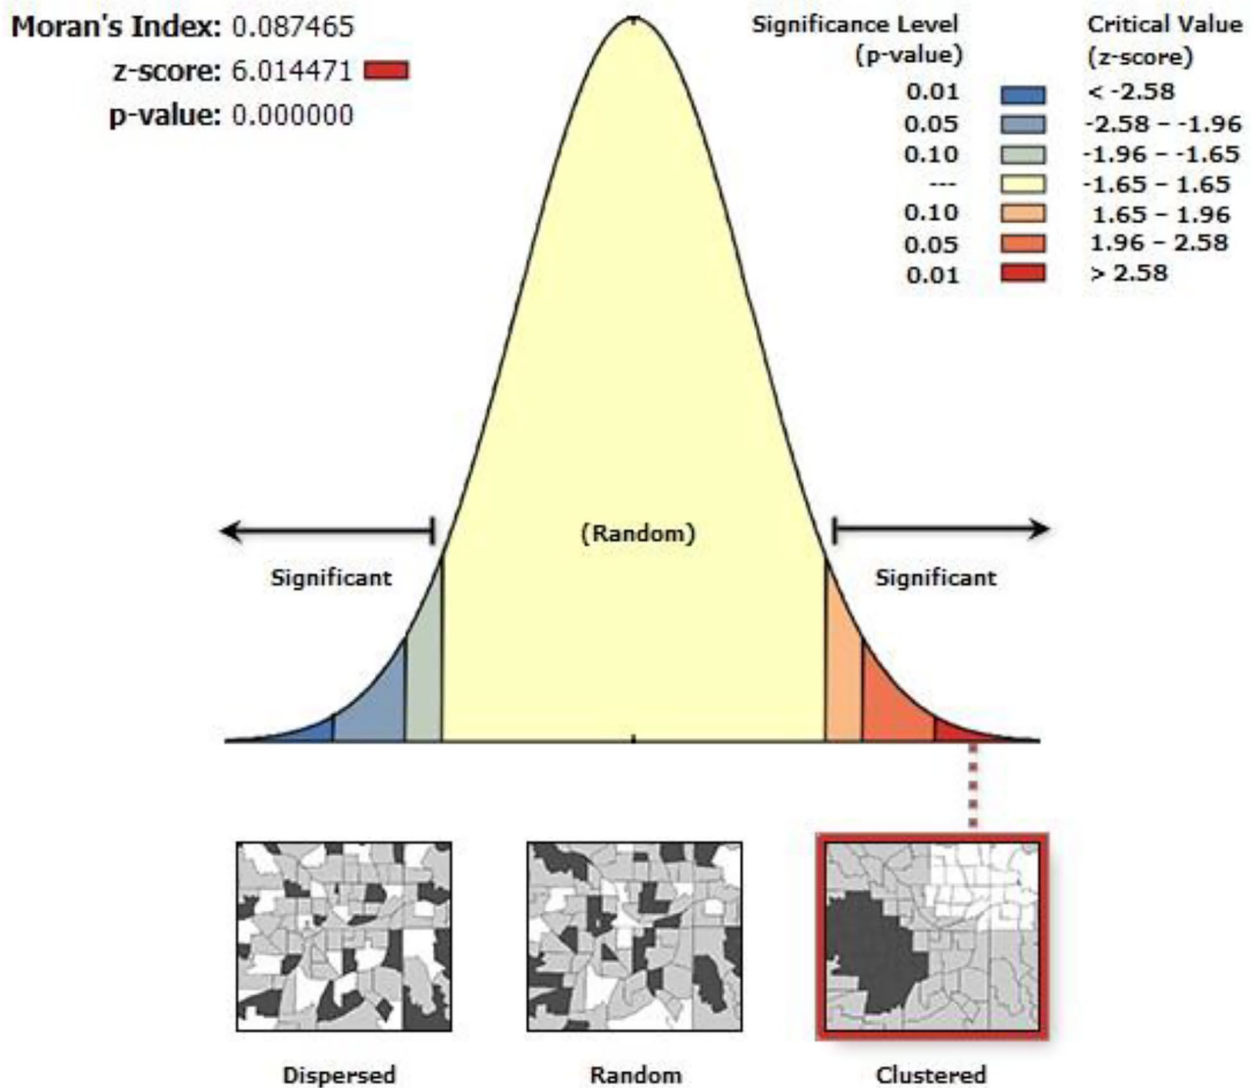 Moran's Index: 0.087465
z-score: 6.014471
p-value: 0.000000
Significance Level
(p-value)
Critical Value
(z-score)
0.01 < -2.58
0.05 -2.58 – -1.96
0.10 -1.96 – -1.65
--- -1.65 – 1.65
0.10 1.65 – 1.96
0.05 1.96 – 2.58
0.01 > 2.58
(Random)
Significant
Significant
Dispersed
Random
Clustered